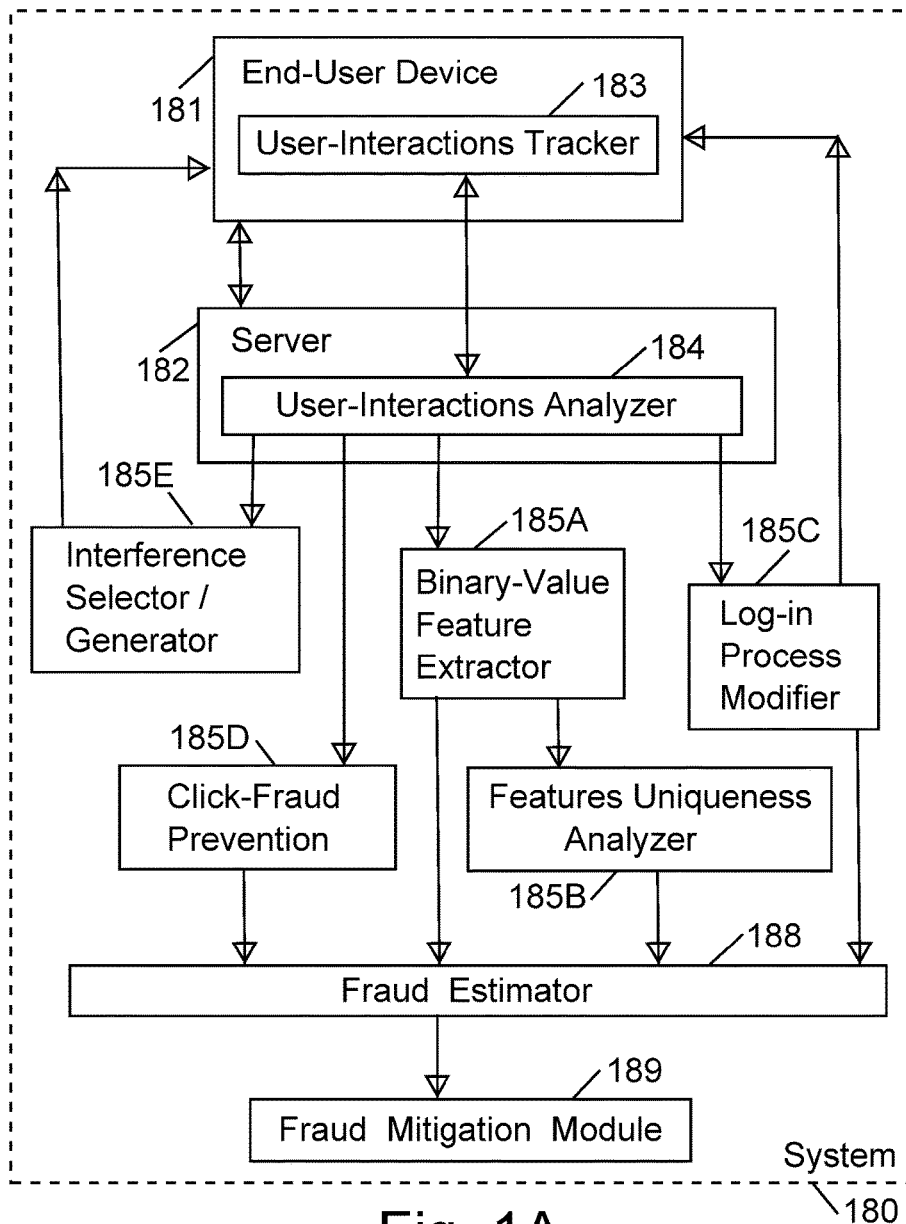 End-User Device
181
183
User-Interactions Tracker
Server
182
184
User-Interactions Analyzer
185E
Interference
Selector /
Generator
185A
Binary-Value
Feature
Extractor
185C
Log-in
Process
Modifier
185D
Click-Fraud
Prevention
Features Uniqueness
Analyzer
185B
188
Fraud Estimator
189
Fraud Mitigation Module
System
180
Fig. 1A